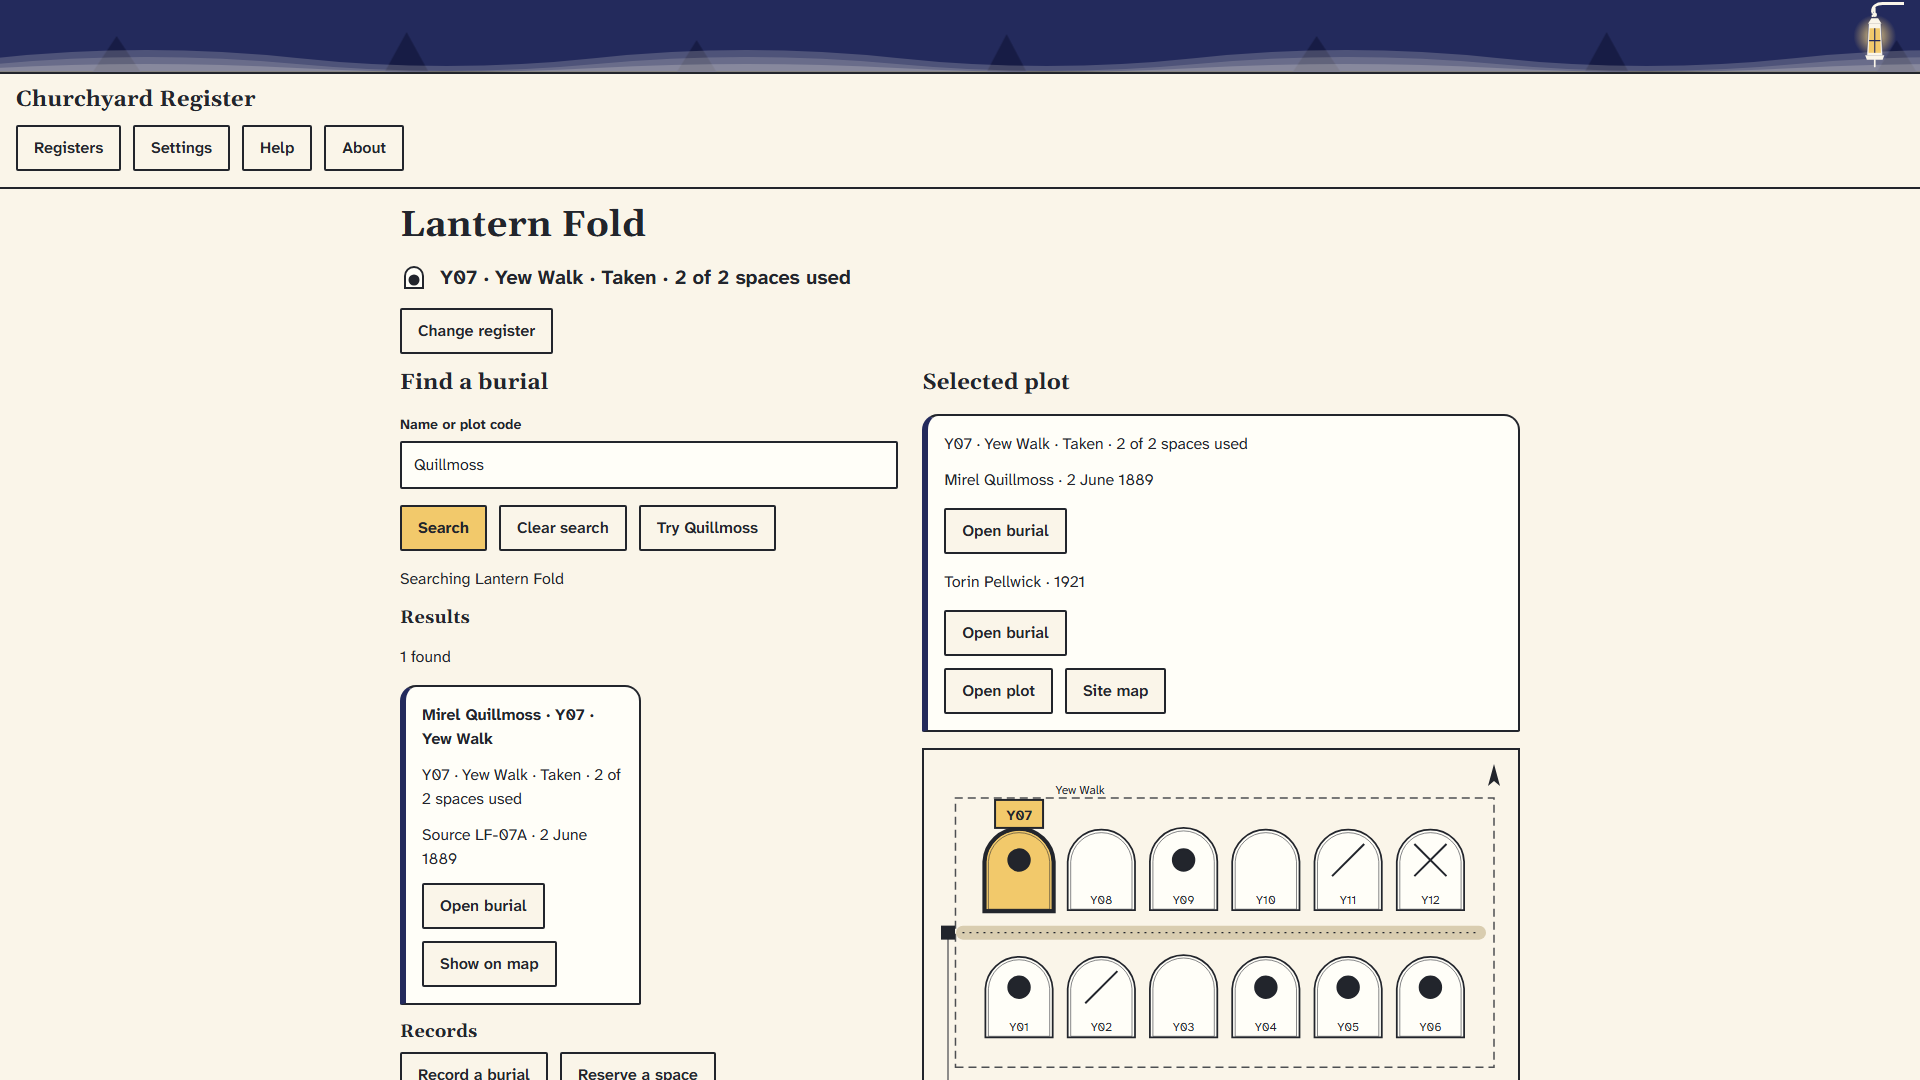 Churchyard Register
Registers
Settings
Help
About
Lantern Fold
Y07 · Yew Walk · Taken · 2 of 2 spaces used
Change register
Find a burial
Name or plot code
Quillmoss
Search
Clear search
Try Quillmoss
Searching Lantern Fold
Results
1 found
Mirel Quillmoss · Y07 ·
Yew Walk
Y07 · Yew Walk · Taken · 2 of
2 spaces used
Source LF-07A · 2 June
1889
Open burial
Show on map
Records
Record a burial
Reserve a space
Selected plot
Y07 · Yew Walk · Taken · 2 of 2 spaces used
Mirel Quillmoss · 2 June 1889
Open burial
Torin Pellwick · 1921
Open burial
Open plot
Site map
Yew Walk
Y07
Y08
Y09
Y10
Y11
Y12
Y01
Y02
Y03
Y04
Y05
Y06